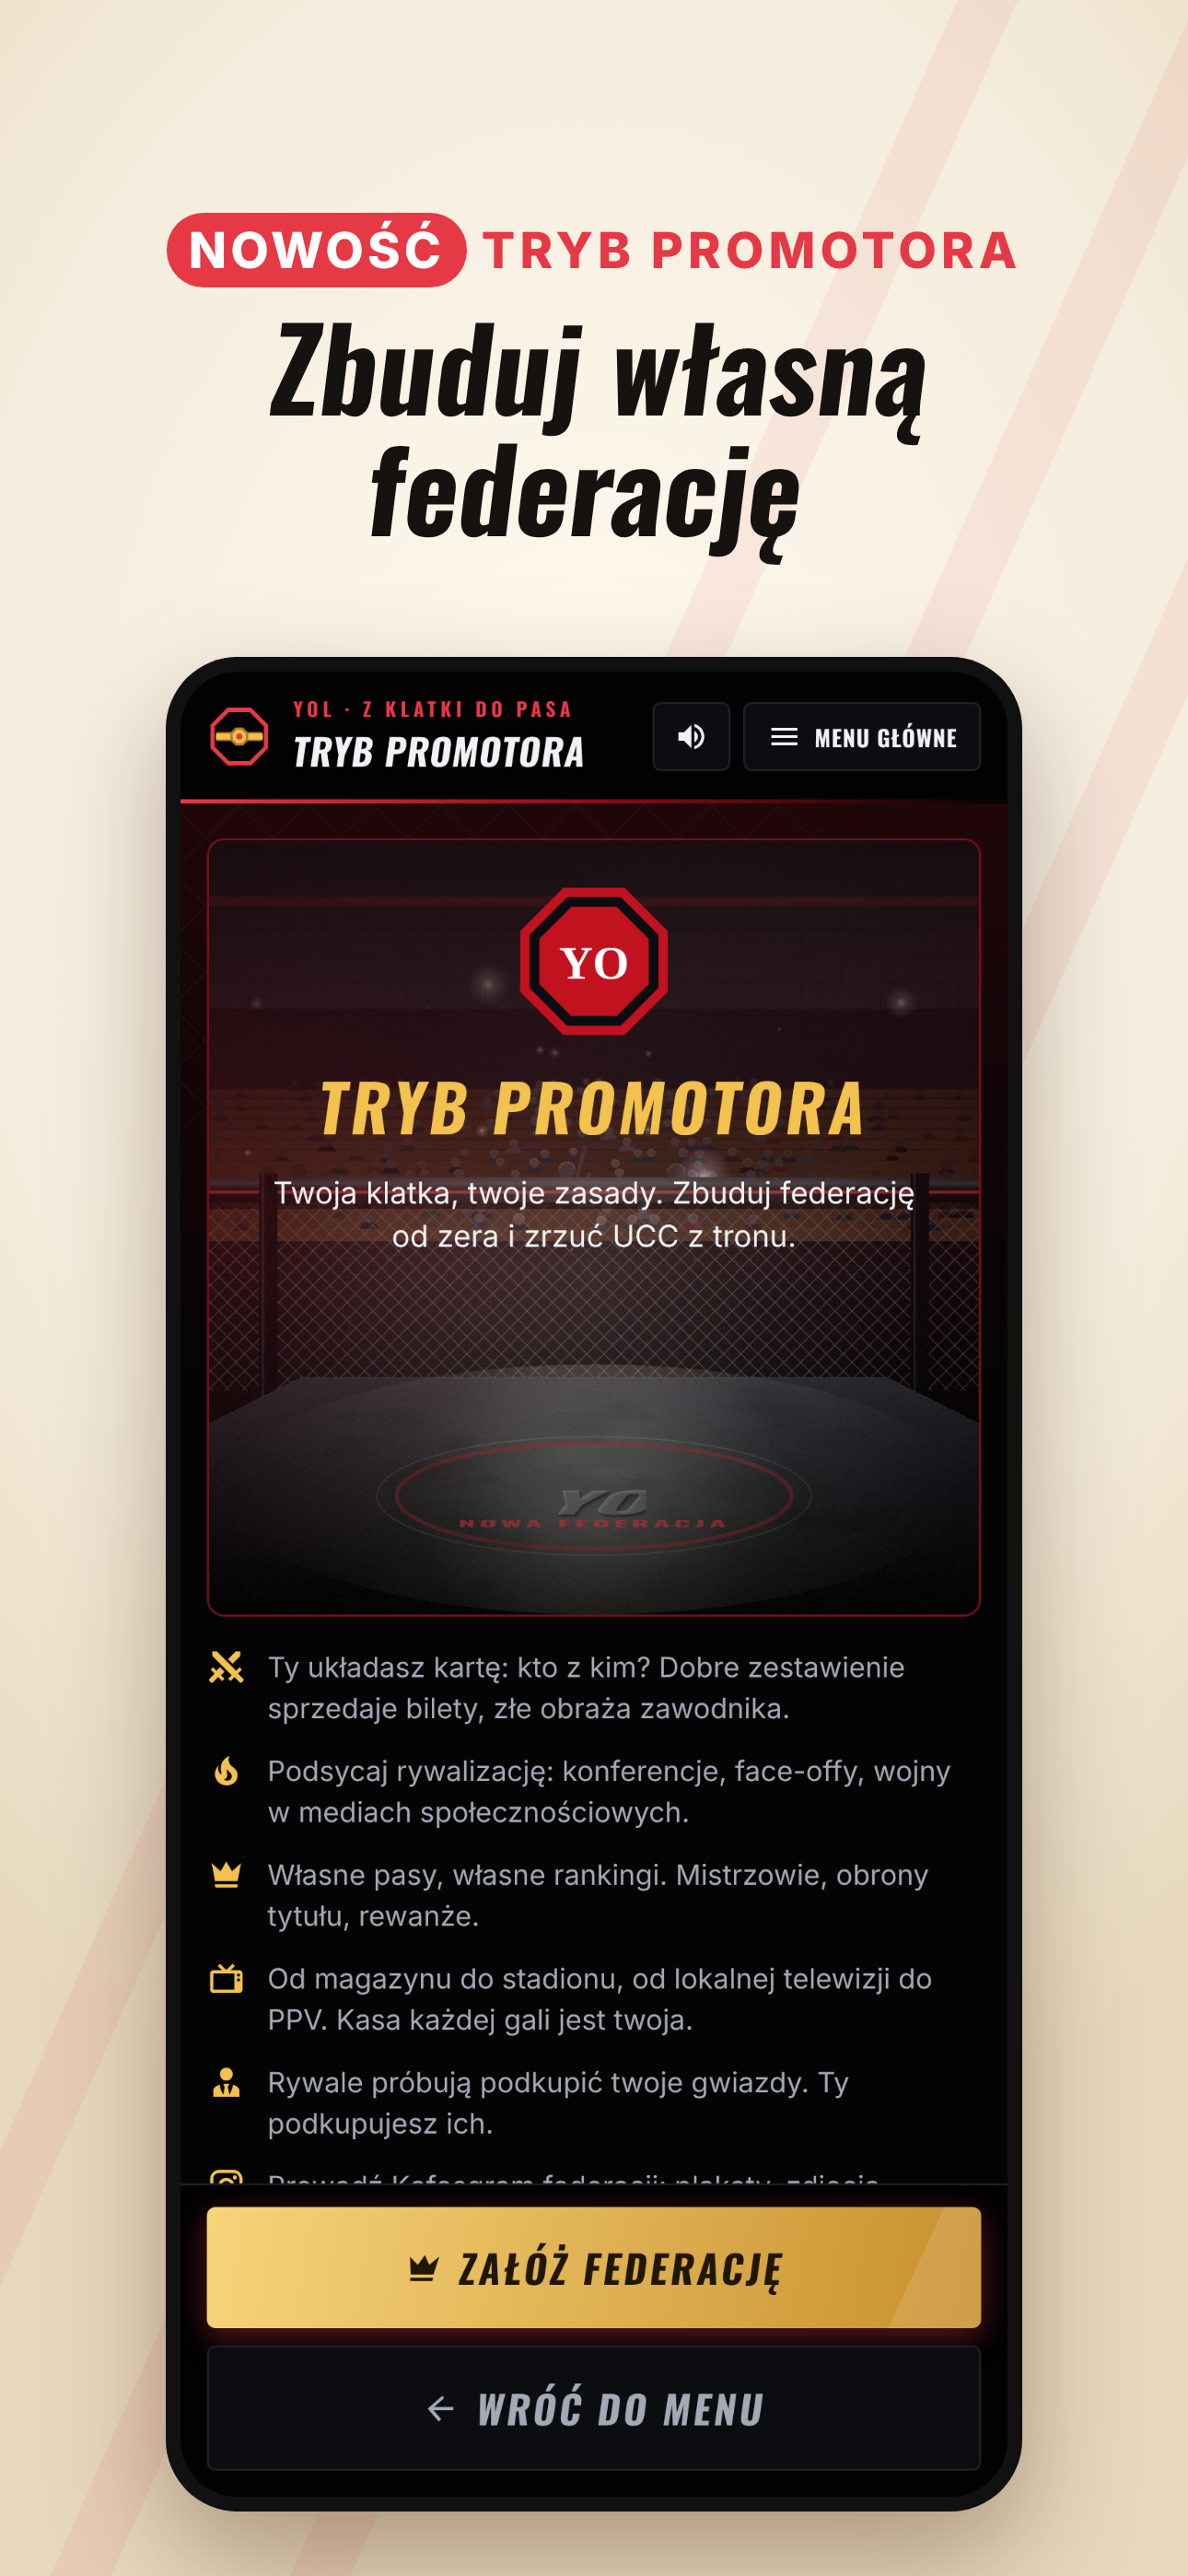 NOWOŚĆ TRYB PROMOTORA
Zbuduj własną
federację
YOL · Z KLATKI DO PASA
TRYB PROMOTORA
MENU GŁÓWNE
YO
TRYB PROMOTORA
Twoja klatka, twoje zasady. Zbuduj federację
od zera i zrzuć UCC z tronu.
YO
NOWA FEDERACJA
Ty układasz kartę: kto z kim? Dobre zestawienie
sprzedaje bilety, złe obraża zawodnika.
Podsycaj rywalizację: konferencje, face-offy, wojny
w mediach społecznościowych.
Własne pasy, własne rankingi. Mistrzowie, obrony
tytułu, rewanże.
Od magazynu do stadionu, od lokalnej telewizji do
PPV. Kasa każdej gali jest twoja.
Rywale próbują podkupić twoje gwiazdy. Ty
podkupujesz ich.
Prowadź federacji: plakaty, zdjęcia
ZAŁÓŻ FEDERACJĘ
WRÓĆ DO MENU